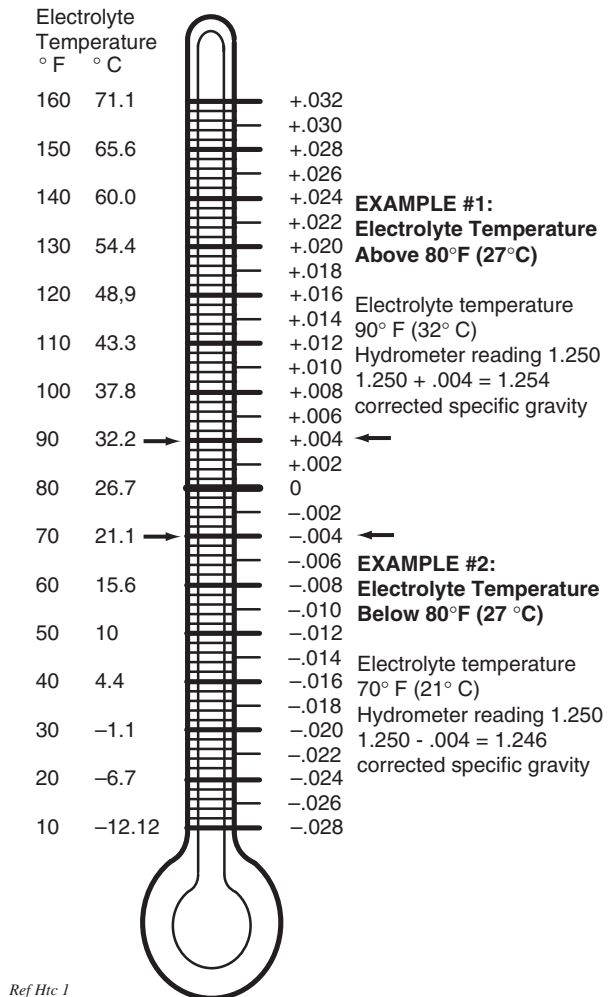 Electrolyte
Temperature
° F ° C
160 71.1 +.032
+.030
150 65.6 +.028
+.026
140 60.0 +.024
+.022
130 54.4 +.020
+.018
120 48,9 +.016
+.014
110 43.3 +.012
+.010
100 37.8 +.008
+.006
90 32.2 +.004
+.002
80 26.7 0
–.002
70 21.1 –.004
–.006
60 15.6 –.008
–.010
50 10 –.012
–.014
40 4.4 –.016
–.018
30 –1.1 –.020
–.022
20 –6.7 –.024
–.026
10 –12.12 –.028
EXAMPLE #1:
Electrolyte Temperature
Above 80°F (27°C)
Electrolyte temperature
90° F (32° C)
Hydrometer reading 1.250
1.250 + .004 = 1.254
corrected specific gravity
EXAMPLE #2:
Electrolyte Temperature
Below 80°F (27 °C)
Electrolyte temperature
70° F (21° C)
Hydrometer reading 1.250
1.250 - .004 = 1.246
corrected specific gravity
Ref Htc 1